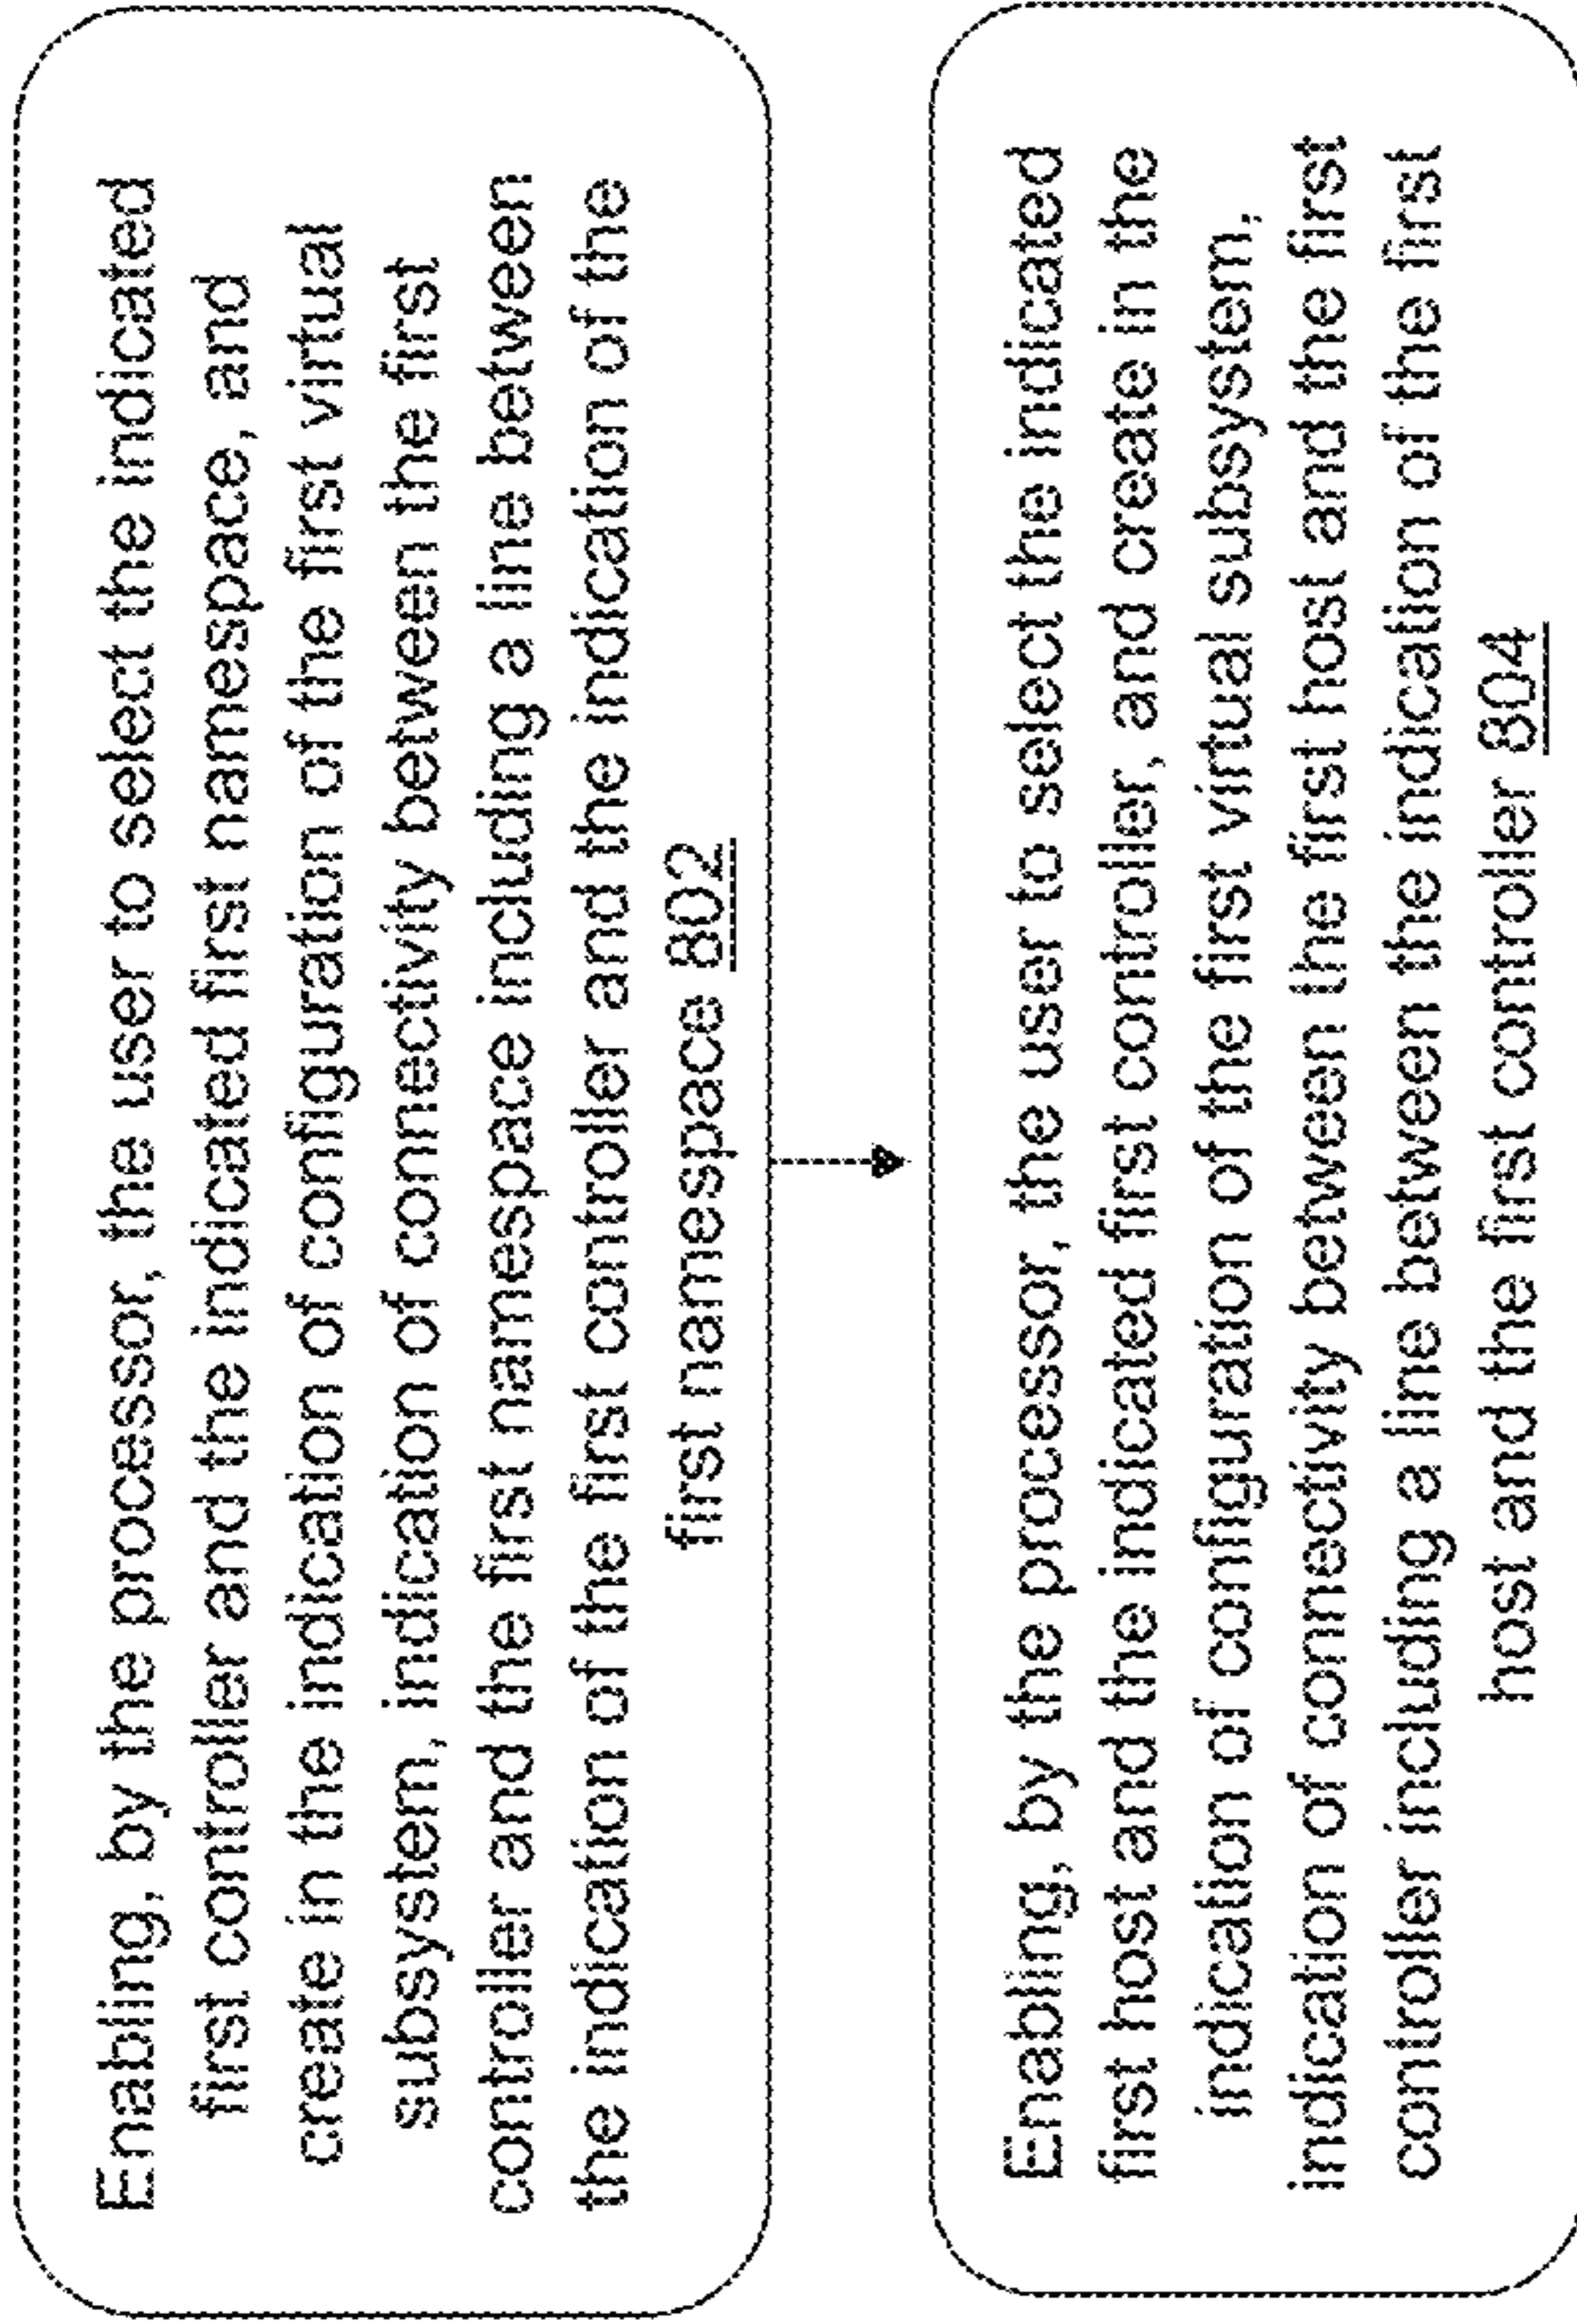 Enabling, by the processor, the user to select the indicated
first controller and the indicated first namespace, and
create in the indication of configuration of the first virtual
subsystem, indication of connectivity between the first
controller and the first namespace including a line between
the indication of the first controller and the indication of the
first namespace 802
Enabling, by the processor, the user to select the indicated
first host and the indicated first controller, and create in the
indication of configuration of the first virtual subsystem,
indication of connectivity between the first host and the first
controller including a line between the indication of the first
host and the first controller 804